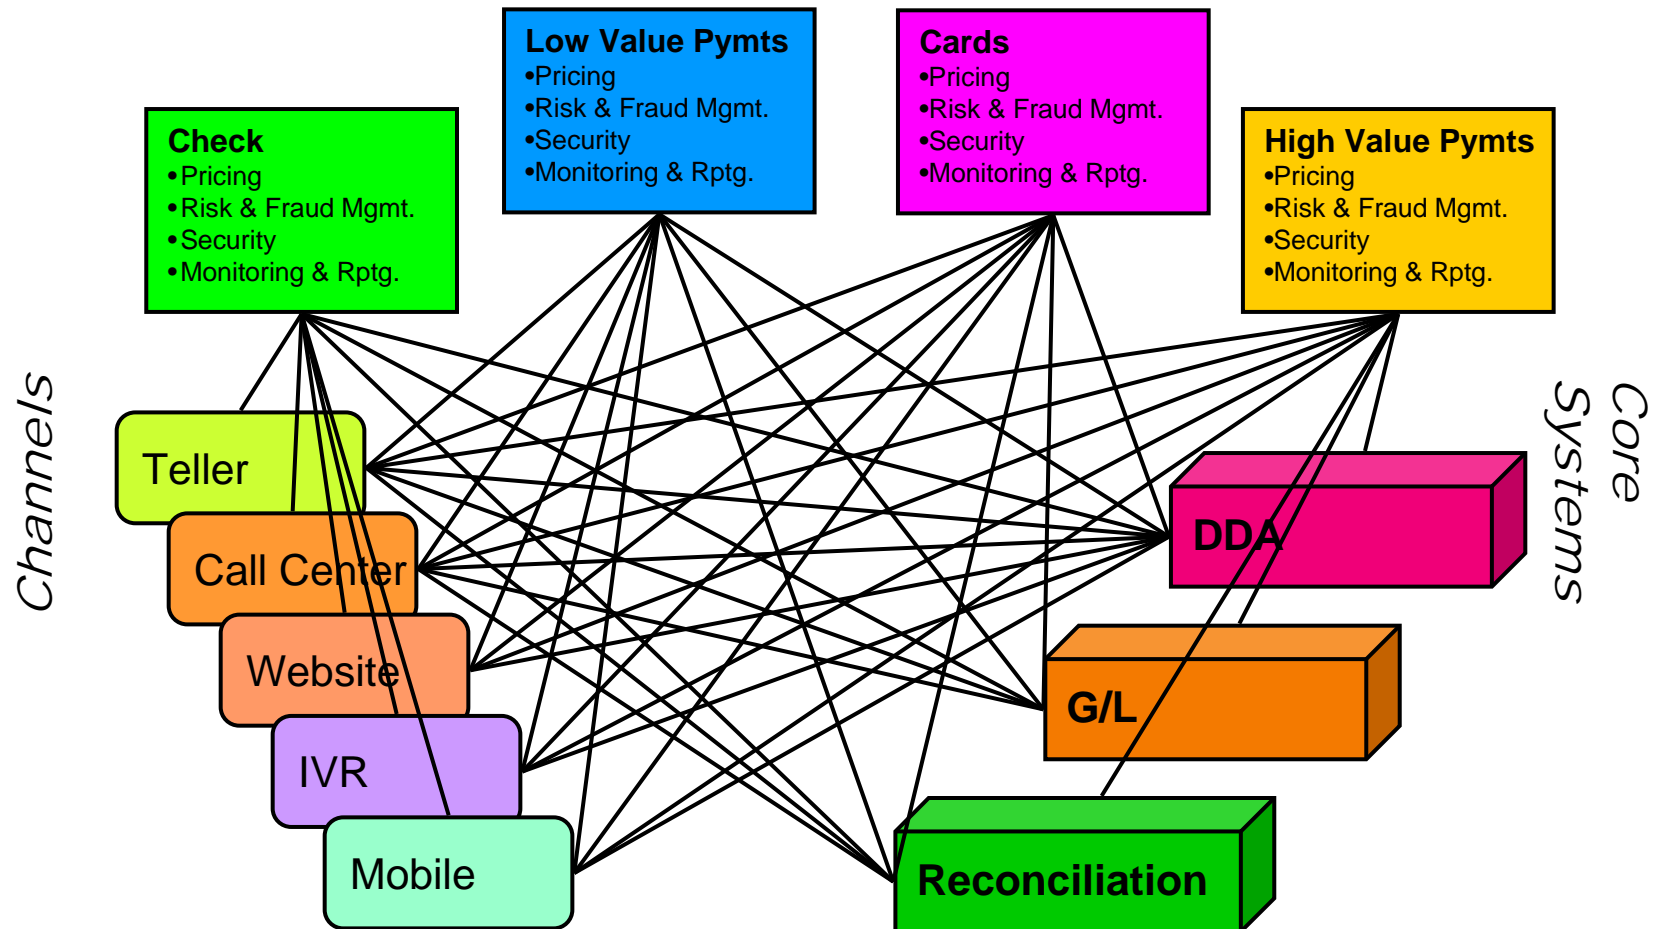 Low Value Pymts
•Pricing
•Risk & Fraud Mgmt.
•Security
•Monitoring & Rptg.
Cards
•Pricing
•Risk & Fraud Mgmt.
•Security
•Monitoring & Rptg.
Check
•Pricing
•Risk & Fraud Mgmt.
•Security
•Monitoring & Rptg.
High Value Pymts
•Pricing
•Risk & Fraud Mgmt.
•Security
•Monitoring & Rptg.
Channels
Teller
Call Center
Website
IVR
Mobile
Core
Systems
DDA
G/L
Reconciliation